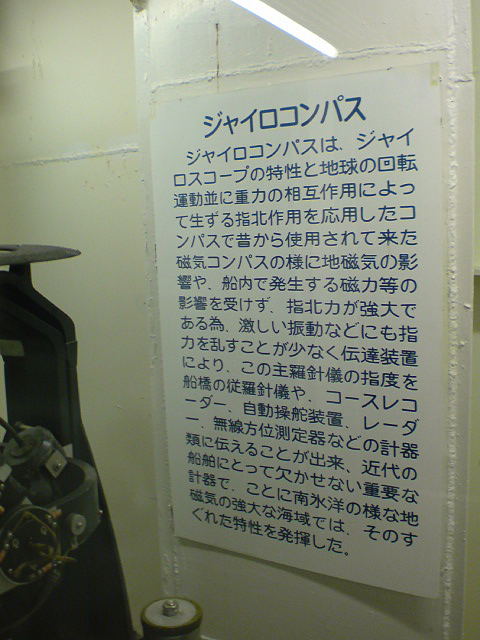 ジャイロコンパス
ジャイロコンパスは、ジャイ
ロスコープの特性と地球の回転
運動並に重力の相互作用によっ
て生ずる指北作用を応用したコ
ンパスで昔から使用されて来た
磁気コンパスの様に地磁気の影
響や、船内で発生する磁力等の
影響を受けず、指北力が強大で
ある為、激しい振動などにも指
力を乱すことが少なく伝達装置
により、この主羅針儀の指度を
船橋の従羅針儀や、コースレコ
ーダー、自動操舵装置、レーダ
ー、無線方位測定器などの計器
類に伝えることが出来、近代の
船舶にとって欠かせない重要な
計器で、ことに南氷洋の様な地
磁気の強大な海域では、そのす
ぐれた特性を発揮した。